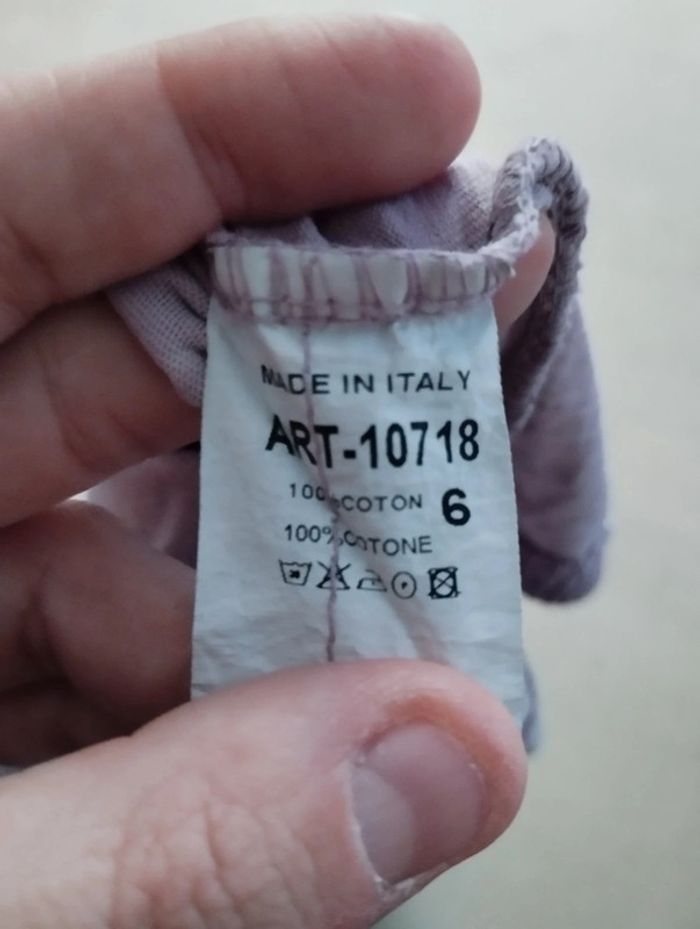 MADE IN ITALY
ART-10718
100%COTON 6
100%COTONE